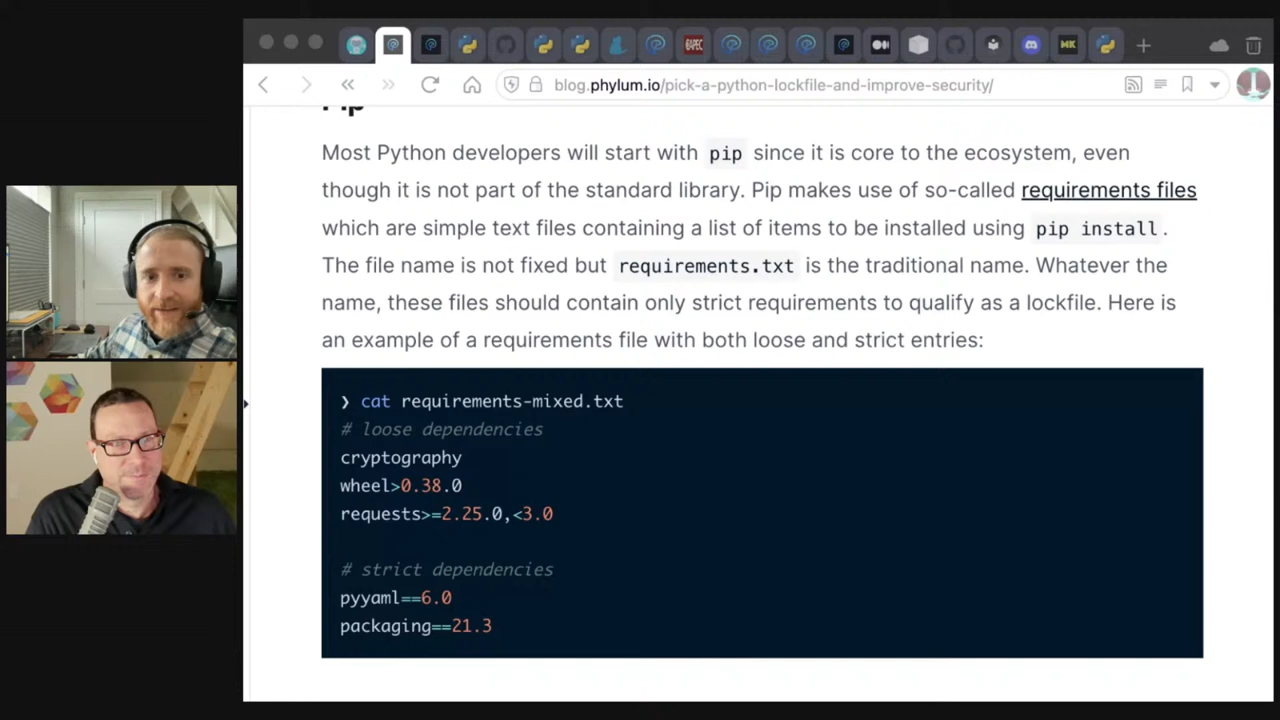 blog.phylum.io/pick-a-python-lockfile-and-improve-security/
Pip
Most Python developers will start with pip since it is core to the ecosystem, even
though it is not part of the standard library. Pip makes use of so-called requirements files
which are simple text files containing a list of items to be installed using pip install.
The file name is not fixed but requirements.txt is the traditional name. Whatever the
name, these files should contain only strict requirements to qualify as a lockfile. Here is
an example of a requirements file with both loose and strict entries:
❯ cat requirements-mixed.txt
# loose dependencies
cryptography
wheel>0.38.0
requests>=2.25.0,<3.0
# strict dependencies
pyyaml==6.0
packaging==21.3